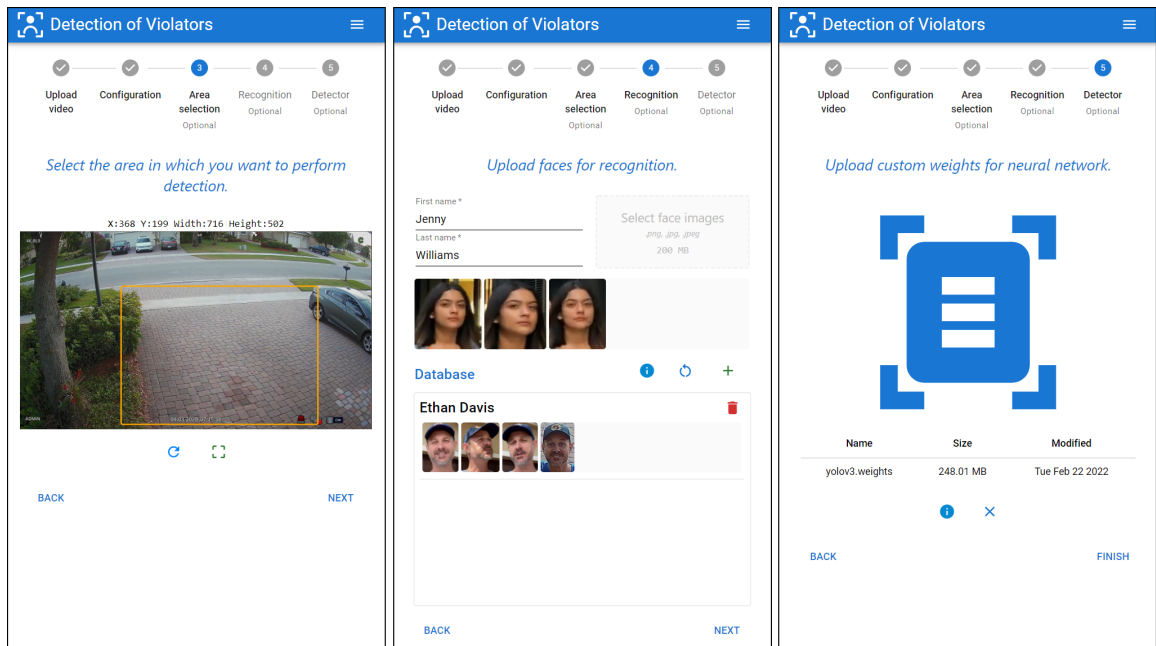 Detection of Violators
3
4
5
Upload video
Configuration
Area selection
Optional
Recognition
Optional
Detector
Optional
Select the area in which you want to perform
detection.
X:368 Y:199 Width:716 Height:502
ADMIN
BACK
NEXT
Detection of Violators
4
5
Upload video
Configuration
Area selection
Optional
Recognition
Optional
Detector
Optional
Upload faces for recognition.
First name *
Jenny
Last name *
Williams
Select face images
.png, .jpg, .jpeg
200 MB
Database
Ethan Davis
BACK
NEXT
Detection of Violators
5
Upload video
Configuration
Area selection
Optional
Recognition
Optional
Detector
Optional
Upload custom weights for neural network.
Name Size Modified
yolov3.weights 248.01 MB Tue Feb 22 2022
BACK
FINISH